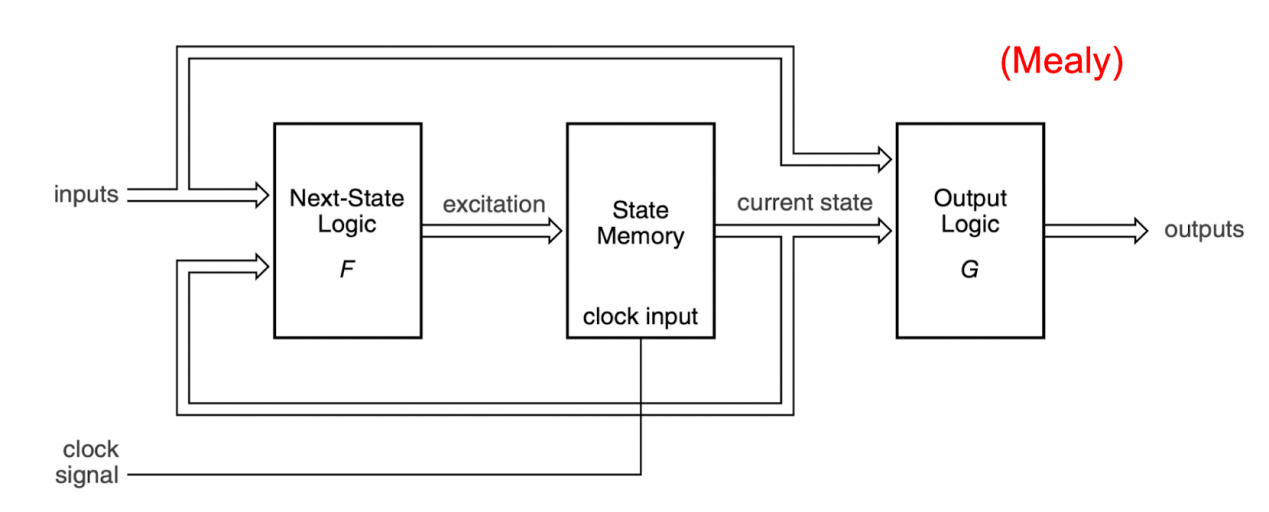 (Mealy)
inputs
Next-State
Logic
F
excitation
State
Memory
clock input
current state
Output
Logic
G
outputs
clock
signal